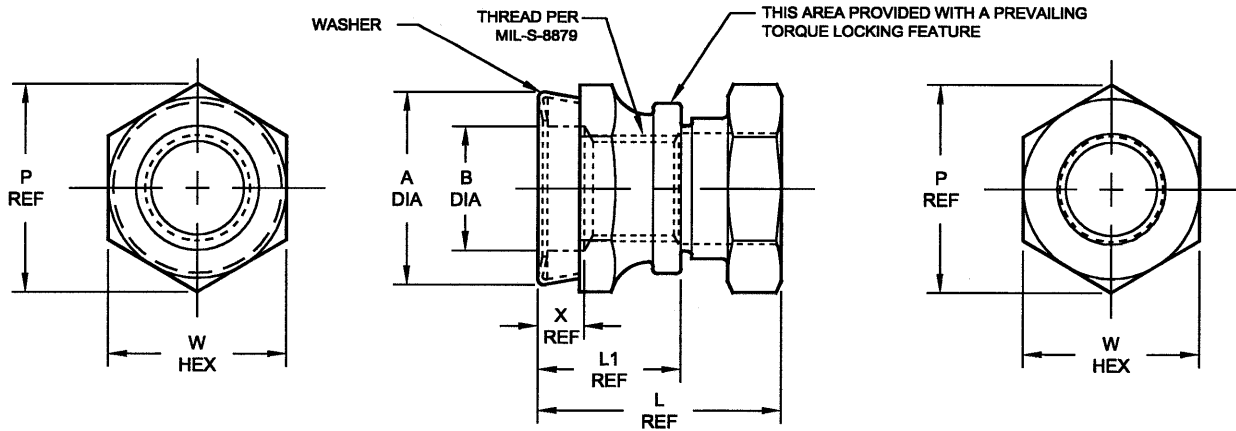 WASHER
THREAD PER
MIL-S-8879
THIS AREA PROVIDED WITH A PREVAILING
TORQUE LOCKING FEATURE
P
REF
W
HEX
A
DIA
B
DIA
X
REF
L1
REF
L
REF
P
REF
W
HEX